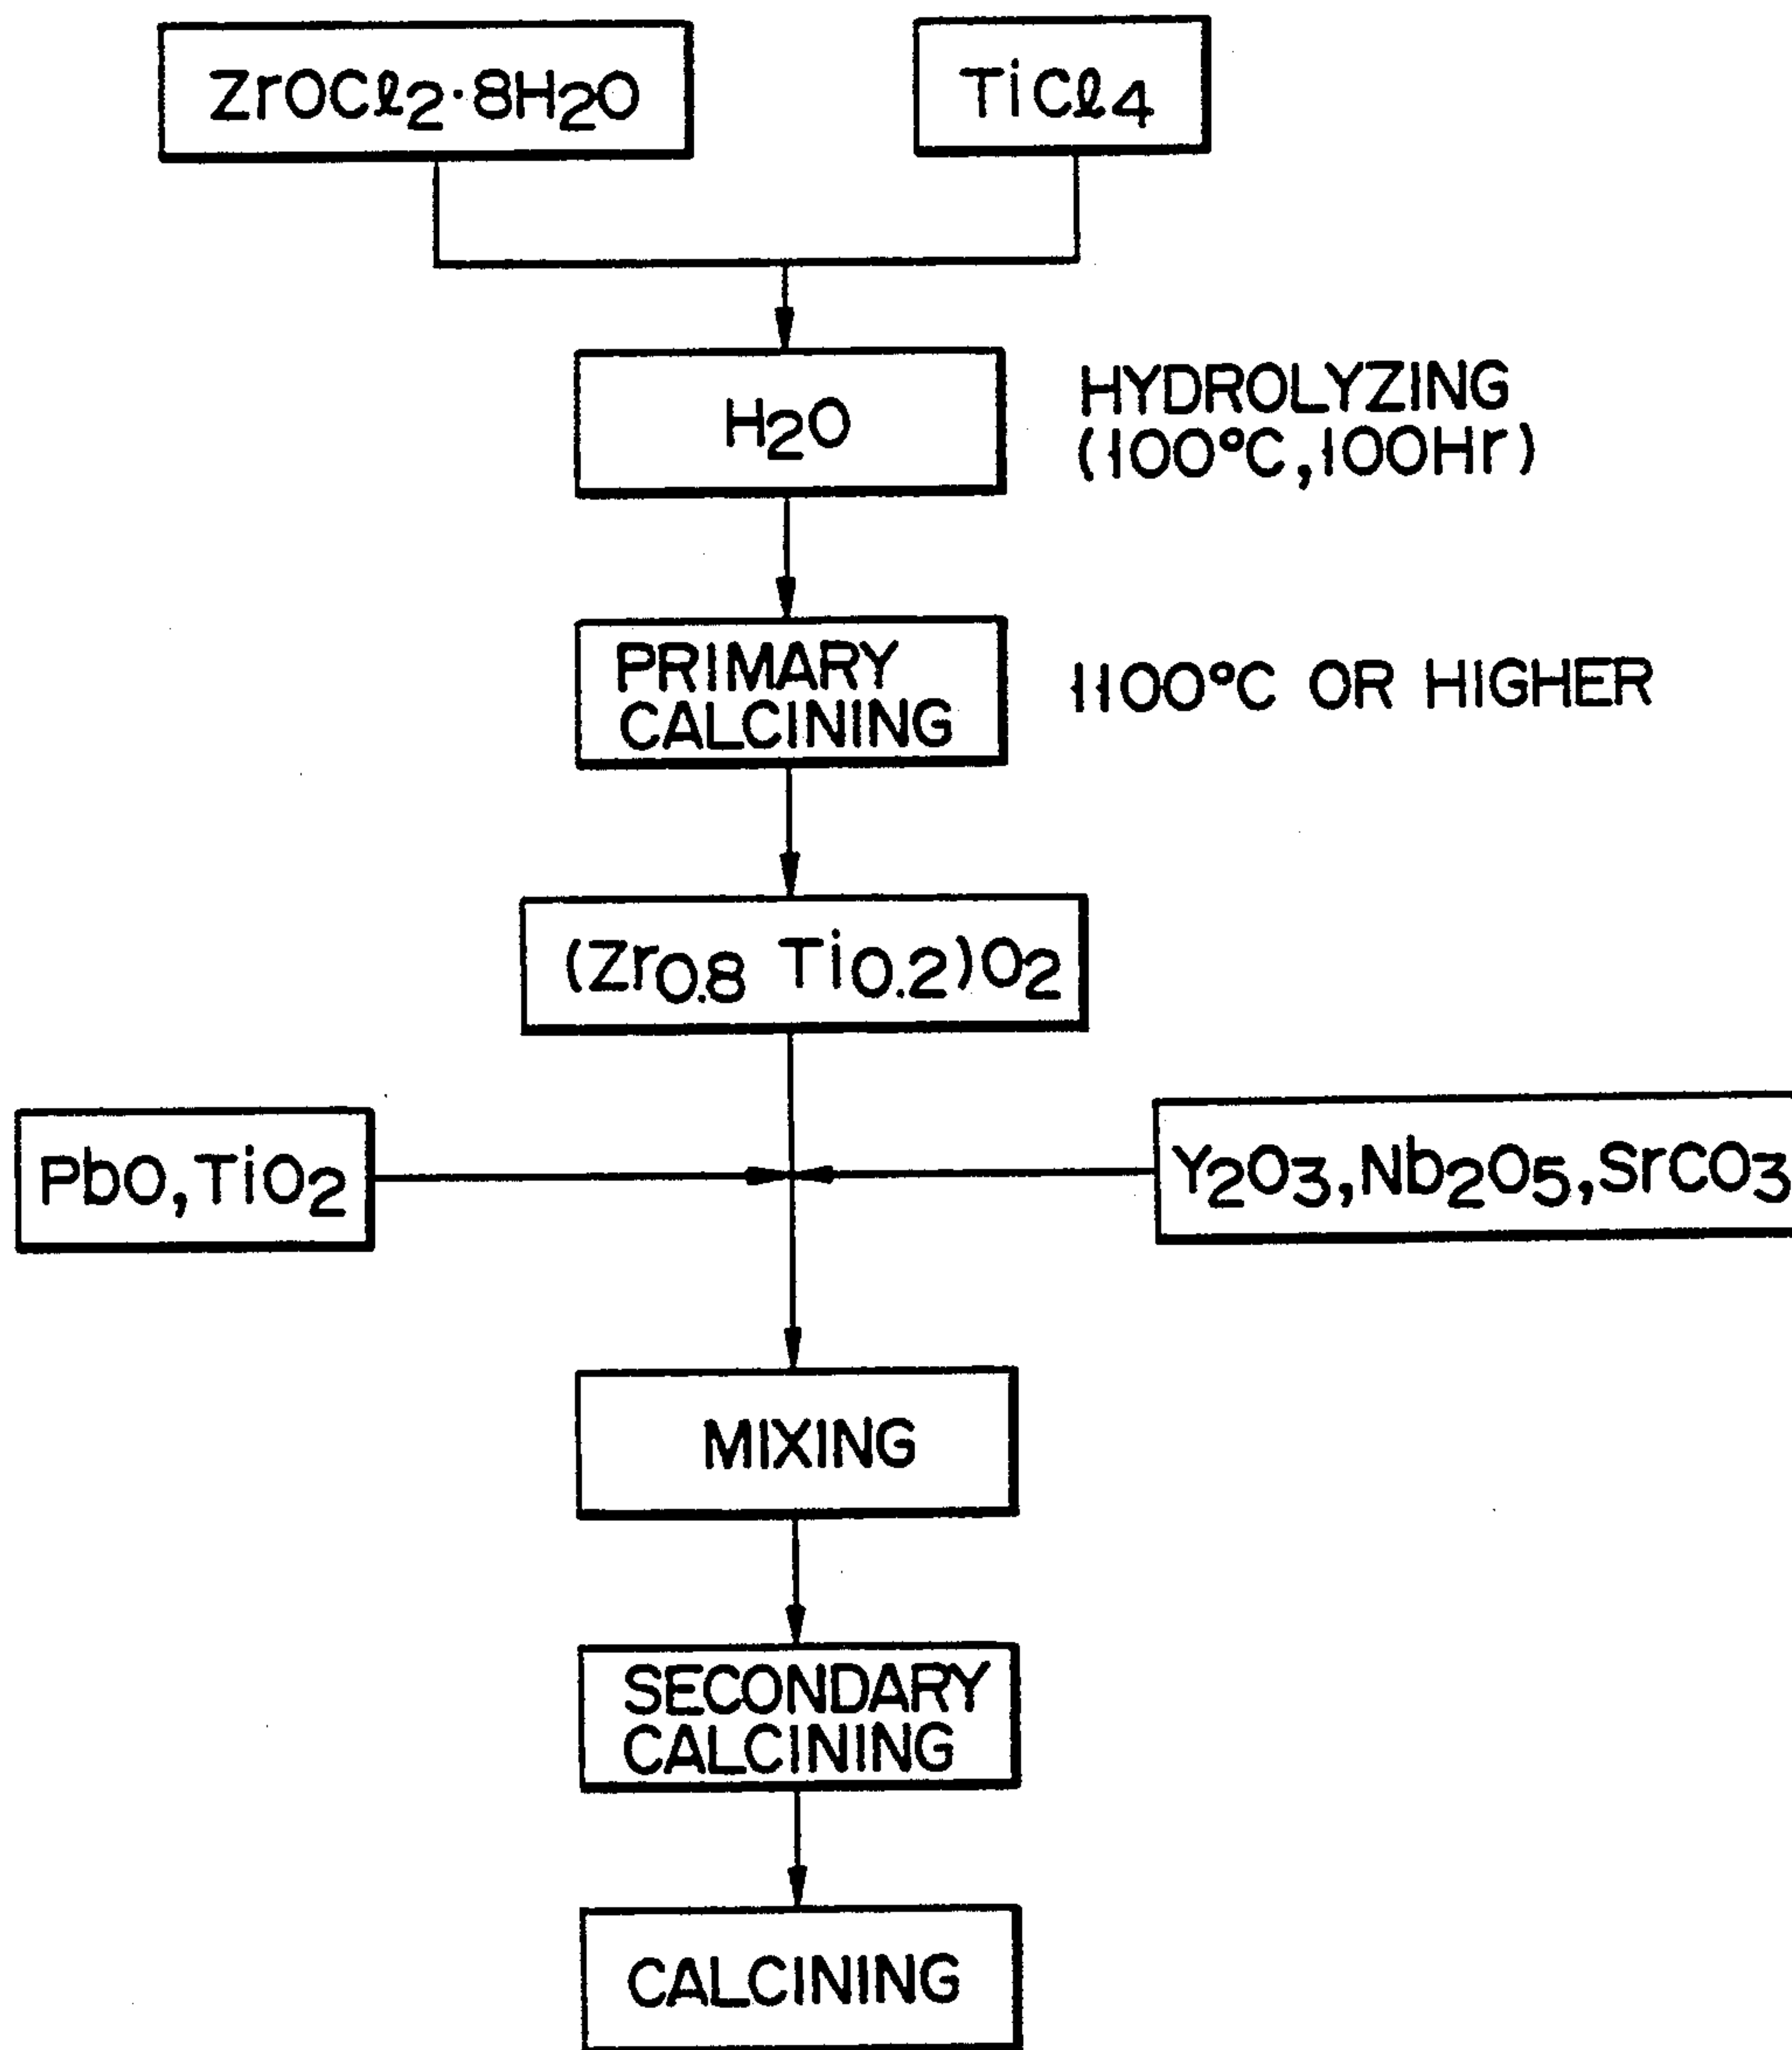 ZrOCl2·8H2O
TiCl4
H2O
HYDROLYZING
(100°C,100Hr)
PRIMARY
CALCINING
1100°C OR HIGHER
(Zr0.8 Ti0.2)O2
PbO,TiO2
Y2O3,Nb2O5,SrCO3
MIXING
SECONDARY
CALCINING
CALCINING